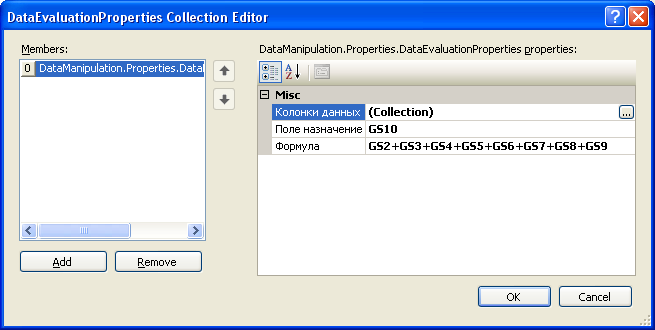 DataEvaluationProperties Collection Editor
Members:
0 DataManipulation.Properties.Data
Add
Remove
DataManipulation.Properties.DataEvaluationProperties properties:
Misc
Колонки данных (Collection)
...
Поле назначение GS10
Формула GS2+GS3+GS4+GS5+GS6+GS7+GS8+GS9
OK
Cancel